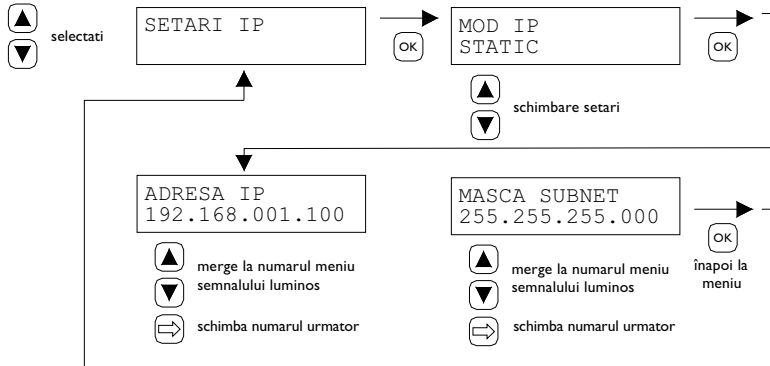 selectati
SETARI IP
OK
MOD IP
STATIC
OK
schimbare setari
ADRESA IP
192.168.001.100
merge la numarul meniu
semnalului luminos
schimba numarul urmator
MASCA SUBNET
255.255.255.000
merge la numarul meniu
semnalului luminos
schimba numarul urmator
OK
înapoi la
meniu